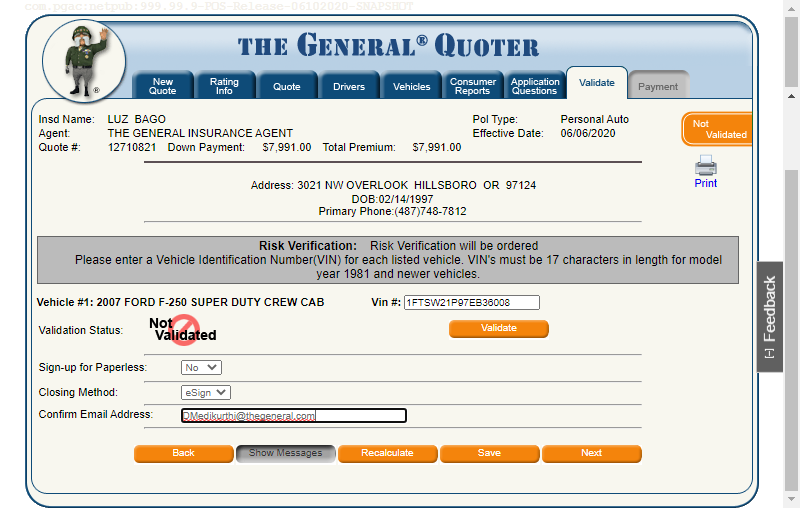 com.pgac:netpub:999.99.9-POS-Release-06102020-SNAPSHOT
THE GENERAL® QUOTER
®
New Quote
Rating Info
Quote
Drivers
Vehicles
Consumer Reports
Application Questions
Validate
Payment
Insd Name: LUZ BAGO Pol Type: Personal Auto
Agent: THE GENERAL INSURANCE AGENT Effective Date: 06/06/2020
Quote #: 12710821 Down Payment: $7,991.00 Total Premium: $7,991.00
Not Validated
Print
Address: 3021 NW OVERLOOK HILLSBORO OR 97124
DOB:02/14/1997
Primary Phone:(487)748-7812
Risk Verification: Risk Verification will be ordered
Please enter a Vehicle Identification Number(VIN) for each listed vehicle. VIN's must be 17 characters in length for model
year 1981 and newer vehicles.
Vehicle #1: 2007 FORD F-250 SUPER DUTY CREW CAB Vin #: 1FTSW21P97EB36008
Validation Status: Not Validated Validate
Sign-up for Paperless: No
Closing Method: eSign
Confirm Email Address: DMedikurthi@thegeneral.com
Back Show Messages Recalculate Save Next
[-] Feedback